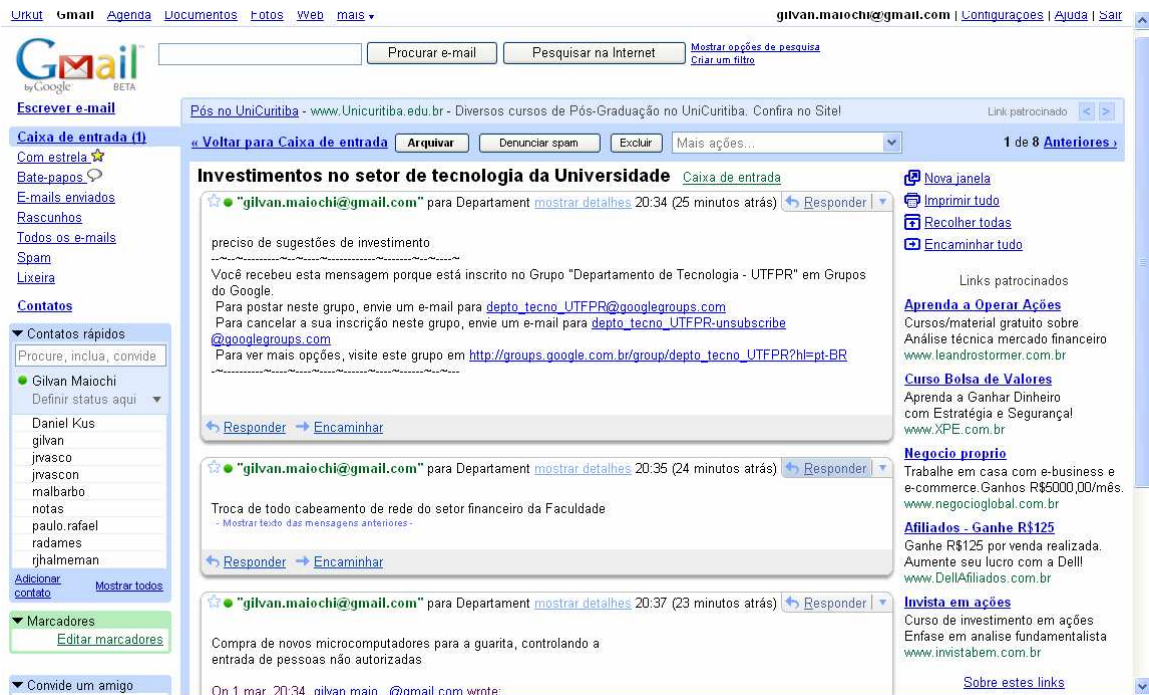 Orkut Gmail Agenda Documentos Fotos Web mais
gilvan.maiochi@gmail.com | Configurações | Ajuda | Sair
Gmail
by Google BETA
Procurar e-mail Pesquisar na Internet
Mostrar opções de pesquisa
Criar um filtro
Escrever e-mail
Caixa de entrada (1)
Com estrela
Bate-papos
E-mails enviados
Rascunhos
Todos os e-mails
Spam
Lixeira
Contatos
Contatos rápidos
Procure, inclua, convide
Gilvan Maiochi
Definir status aqui
Daniel Kus
gilvan
jrvasco
jrvascon
malbarbo
notas
paulo.rafael
radames
rjhalmeman
Adicionar
contato
Mostrar todos
Marcadores
Editar marcadores
Convide um amigo
Pós no UniCuritiba - www.Unicuritiba.edu.br - Diversos cursos de Pós-Graduação no UniCuritiba. Confira no Site!
Link patrocinado < >
« Voltar para Caixa de entrada Arquivar Denunciar spam Excluir Mais ações...
1 de 8 Anteriores ›
Investimentos no setor de tecnologia da Universidade Caixa de entrada
"gilvan.maiochi@gmail.com" para Departament mostrar detalhes 20:34 (25 minutos atrás) Responder
preciso de sugestões de investimento
--~--~---------~--~----~------------~-------~--~----~
Você recebeu esta mensagem porque está inscrito no Grupo "Departamento de Tecnologia - UTFPR" em Grupos
do Google.
Para postar neste grupo, envie um e-mail para depto_tecno_UTFPR@googlegroups.com
Para cancelar a sua inscrição neste grupo, envie um e-mail para depto_tecno_UTFPR-unsubscribe
@googlegroups.com
Para ver mais opções, visite este grupo em http://groups.google.com.br/group/depto_tecno_UTFPR?hl=pt-BR
-~----------~----~----~----~------~----~------~--~---
Responder Encaminhar
"gilvan.maiochi@gmail.com" para Departament mostrar detalhes 20:35 (24 minutos atrás) Responder
Troca de todo cabeamento de rede do setor financeiro da Faculdade
- Mostrar texto das mensagens anteriores -
Responder Encaminhar
"gilvan.maiochi@gmail.com" para Departament mostrar detalhes 20:37 (23 minutos atrás) Responder
Compra de novos microcomputadores para a guarita, controlando a
entrada de pessoas não autorizadas
On 1 mar, 20:34, gilvan.maio...@gmail.com wrote:
Nova janela
Imprimir tudo
Recolher todas
Encaminhar tudo
Links patrocinados
Aprenda a Operar Ações
Cursos/material gratuito sobre
Análise técnica mercado financeiro
www.leandrostormer.com.br
Curso Bolsa de Valores
Aprenda a Ganhar Dinheiro
com Estratégia e Segurança!
www.XPE.com.br
Negocio proprio
Trabalhe em casa com e-business e
e-commerce.Ganhos R$5000,00/mês.
www.negocioglobal.com.br
Afiliados - Ganhe R$125
Ganhe R$125 por venda realizada.
Aumente seu lucro com a Dell!
www.DellAfiliados.com.br
Invista em ações
Curso de investimento em ações
Enfase em analise fundamentalista
www.invistabem.com.br
Sobre estes links